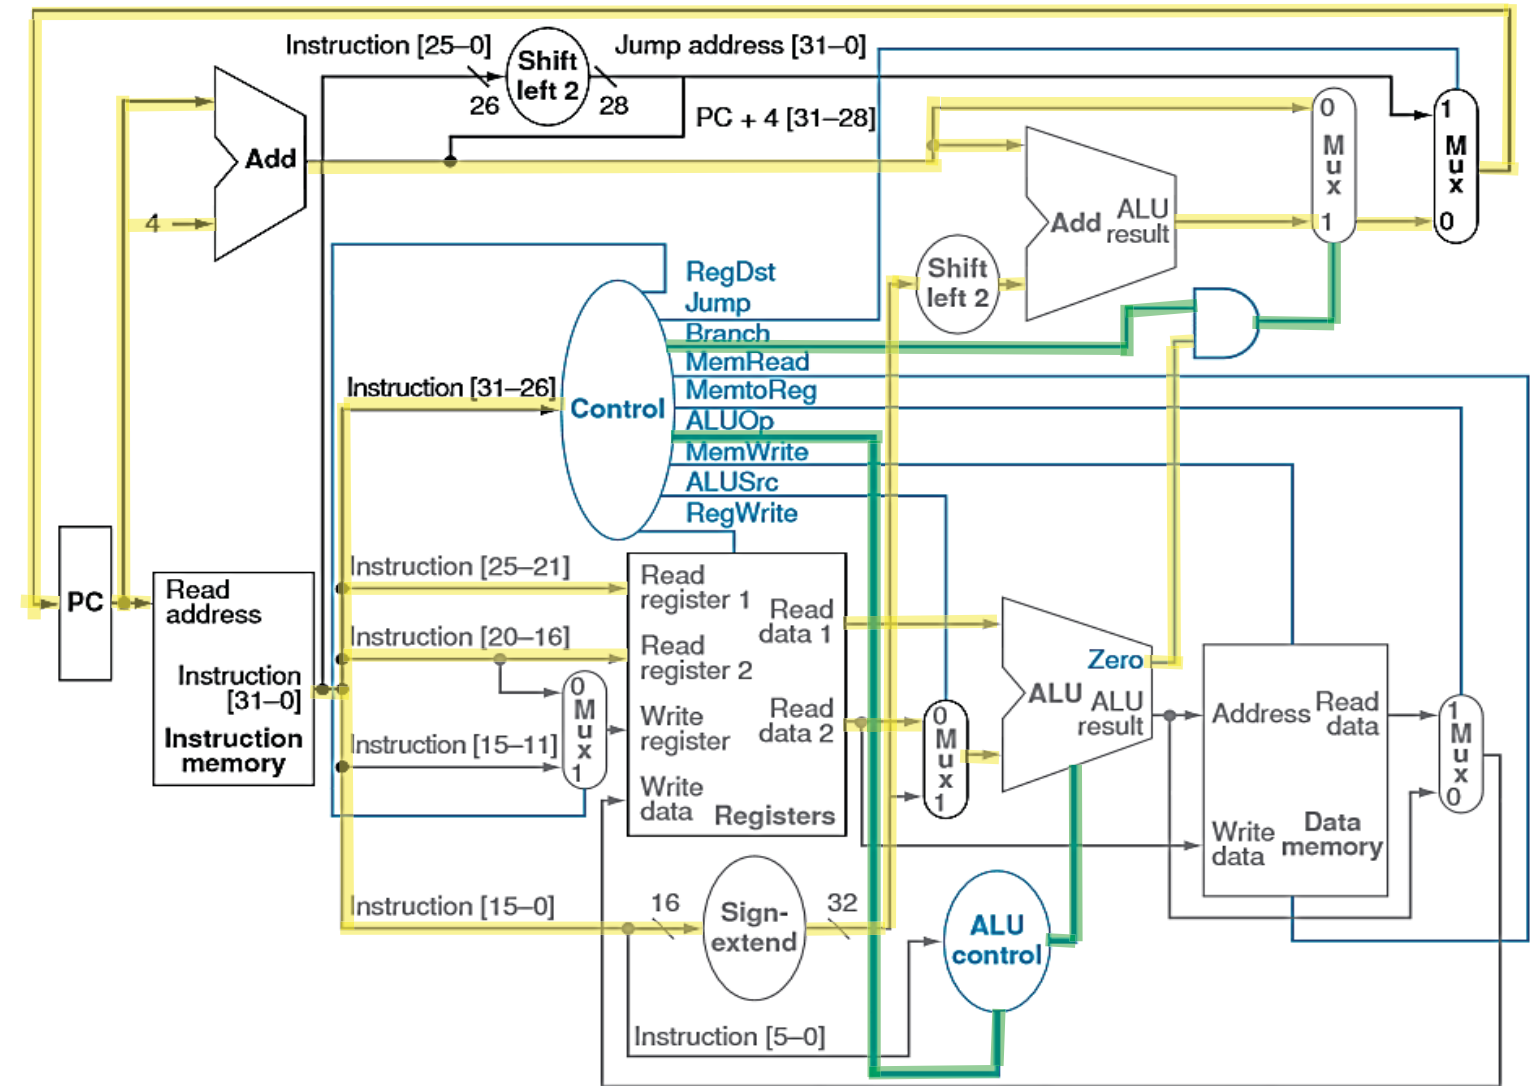 Instruction [25–0]
Shift
left 2
Jump address [31–0]
26
28
PC + 4 [31–28]
Add
4
0
M
u
x
1
1
M
u
x
0
Add
ALU
result
Shift
left 2
RegDst
Jump
Branch
MemRead
MemtoReg
ALUOp
MemWrite
ALUSrc
RegWrite
Control
Instruction [31–26]
PC
Read
address
Instruction
[31–0]
Instruction
memory
Instruction [25–21]
Instruction [20–16]
Instruction [15–11]
0
M
u
x
1
Read
register 1
Read
register 2
Write
register
Write
data
Read
data 1
Read
data 2
Registers
0
M
u
x
1
Zero
ALU
ALU
result
Address
Read
data
Write
data
Data
memory
1
M
u
x
0
Instruction [15–0]
16
Sign-
extend
32
ALU
control
Instruction [5–0]